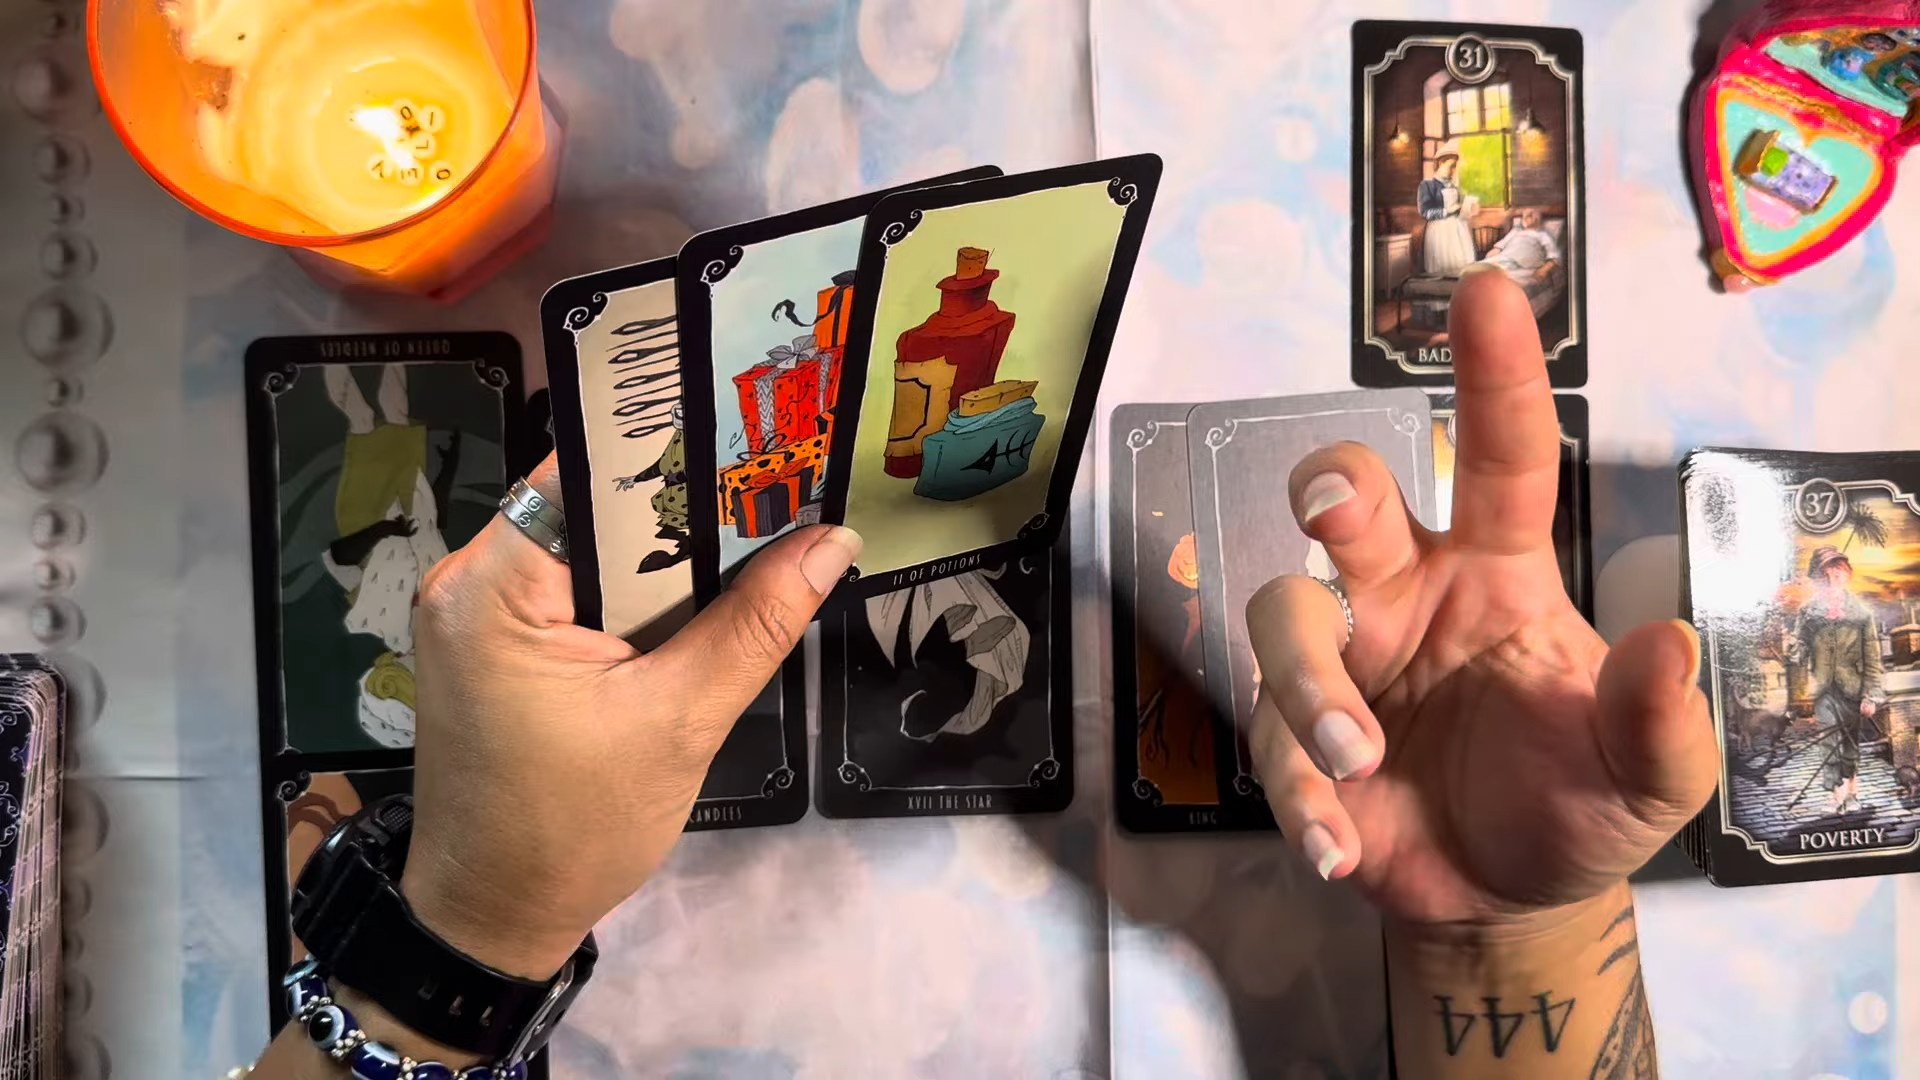 31
BAD
QUEEN OF NEEDLES
II OF POTIONS
37
XVII THE STAR
CANDLES
KING
POVERTY
444